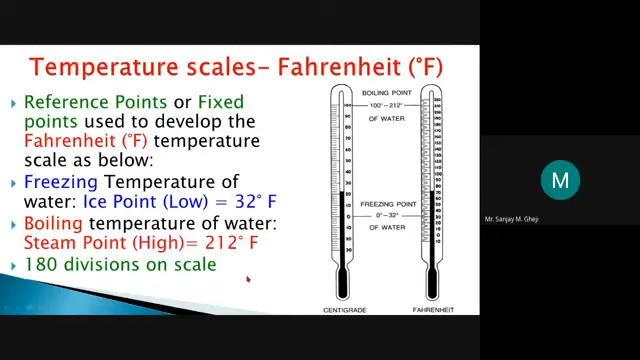 Temperature scales– Fahrenheit (°F)
Reference Points or Fixed
points used to develop the
Fahrenheit (°F) temperature
scale as below:
Freezing Temperature of
water: Ice Point (Low) = 32° F
Boiling temperature of water:
Steam Point (High)= 212° F
180 divisions on scale
BOILING POINT
100°–212°
OF WATER
FREEZING POINT
0°–32°
OF WATER
CENTIGRADE
FAHRENHEIT
M
Mr. Sanjay M. Gheji